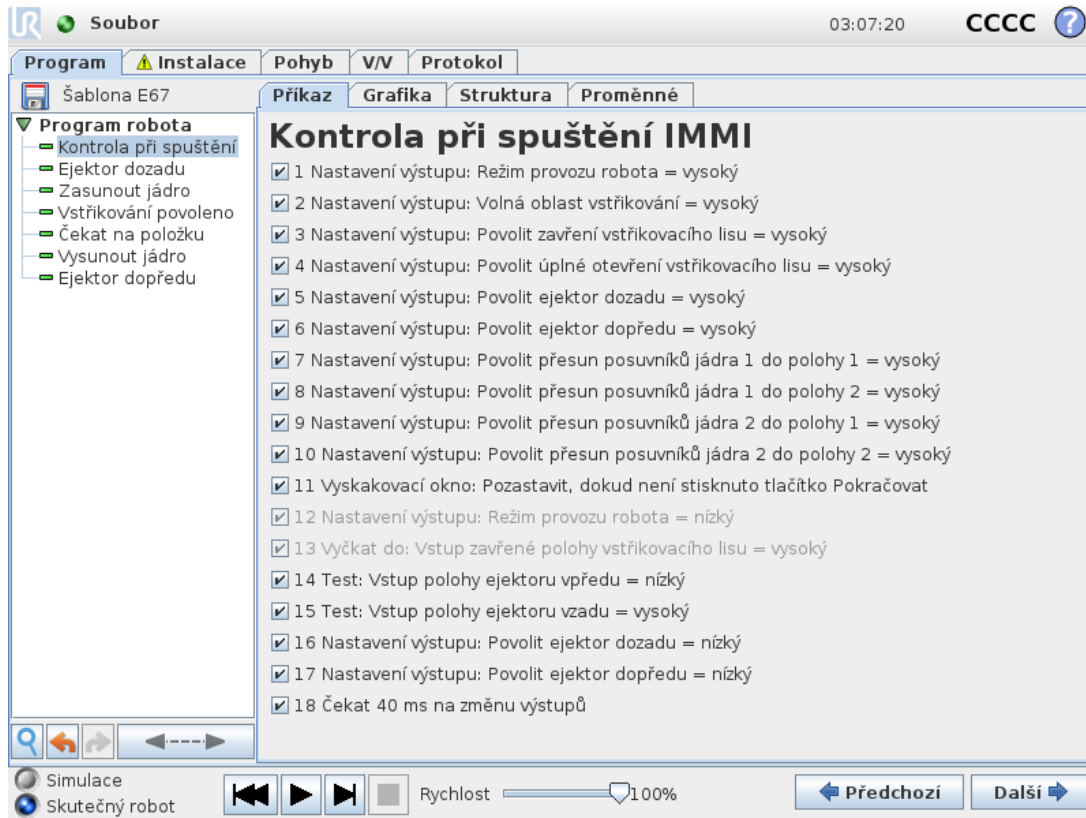 UR Soubor 03:07:20 CCCC ?
Program Instalace Pohyb V/V Protokol
Šablona E67 Příkaz Grafika Struktura Proměnné
Program robota
Kontrola při spuštění
Ejektor dozadu
Zasunout jádro
Vstřikování povoleno
Čekat na položku
Vysunout jádro
Ejektor dopředu
Kontrola při spuštění IMMI
1 Nastavení výstupu: Režim provozu robota = vysoký
2 Nastavení výstupu: Volná oblast vstřikování = vysoký
3 Nastavení výstupu: Povolit zavření vstřikovacího lisu = vysoký
4 Nastavení výstupu: Povolit úplné otevření vstřikovacího lisu = vysoký
5 Nastavení výstupu: Povolit ejektor dozadu = vysoký
6 Nastavení výstupu: Povolit ejektor dopředu = vysoký
7 Nastavení výstupu: Povolit přesun posuvníků jádra 1 do polohy 1 = vysoký
8 Nastavení výstupu: Povolit přesun posuvníků jádra 1 do polohy 2 = vysoký
9 Nastavení výstupu: Povolit přesun posuvníků jádra 2 do polohy 1 = vysoký
10 Nastavení výstupu: Povolit přesun posuvníků jádra 2 do polohy 2 = vysoký
11 Vyskakovací okno: Pozastavit, dokud není stisknuto tlačítko Pokračovat
12 Nastavení výstupu: Režim provozu robota = nízký
13 Vyčkat do: Vstup zavřené polohy vstřikovacího lisu = vysoký
14 Test: Vstup polohy ejektoru vpředu = nízký
15 Test: Vstup polohy ejektoru vzadu = vysoký
16 Nastavení výstupu: Povolit ejektor dozadu = nízký
17 Nastavení výstupu: Povolit ejektor dopředu = nízký
18 Čekat 40 ms na změnu výstupů
Simulace
Skutečný robot
Rychlost 100% Předchozí Další